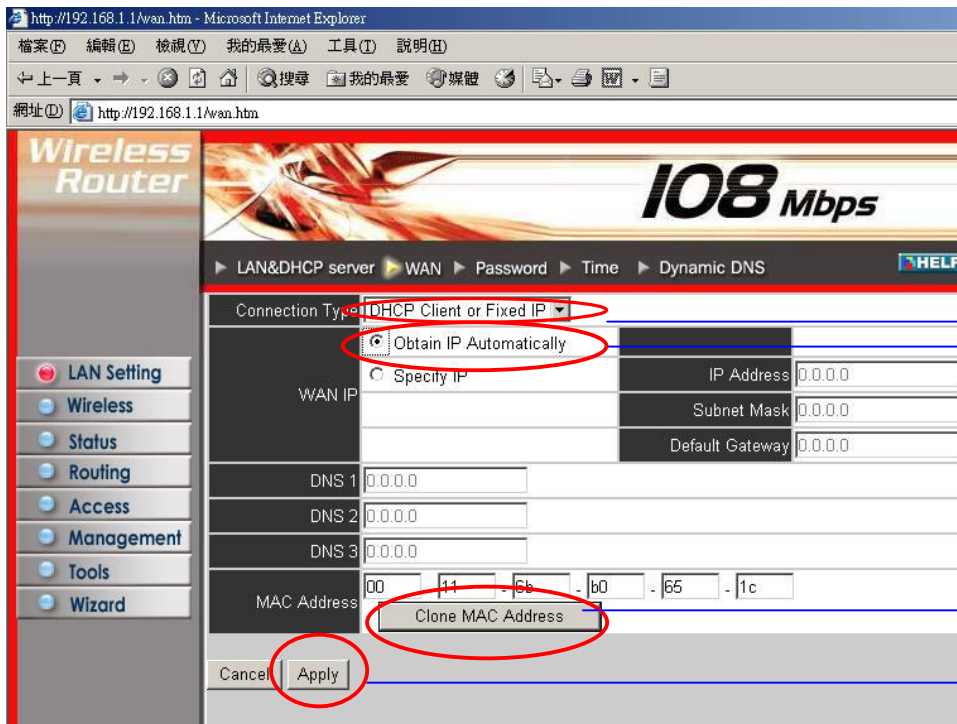 http://192.168.1.1/wan.htm - Microsoft Internet Explorer
檔案(F) 編輯(E) 檢視(V) 我的最愛(A) 工具(T) 說明(H)
上一頁 搜尋 我的最愛 媒體
網址(D) http://192.168.1.1/wan.htm
Wireless Router
108 Mbps
LAN&DHCP server WAN Password Time Dynamic DNS HELP
Connection Type DHCP Client or Fixed IP
WAN IP
Obtain IP Automatically
Specify IP IP Address 0.0.0.0
Subnet Mask 0.0.0.0
Default Gateway 0.0.0.0
DNS 1 0.0.0.0
DNS 2 0.0.0.0
DNS 3 0.0.0.0
MAC Address 00 - 11 - 6b - b0 - 65 - 1c
Clone MAC Address
Cancel Apply
LAN Setting
Wireless
Status
Routing
Access
Management
Tools
Wizard